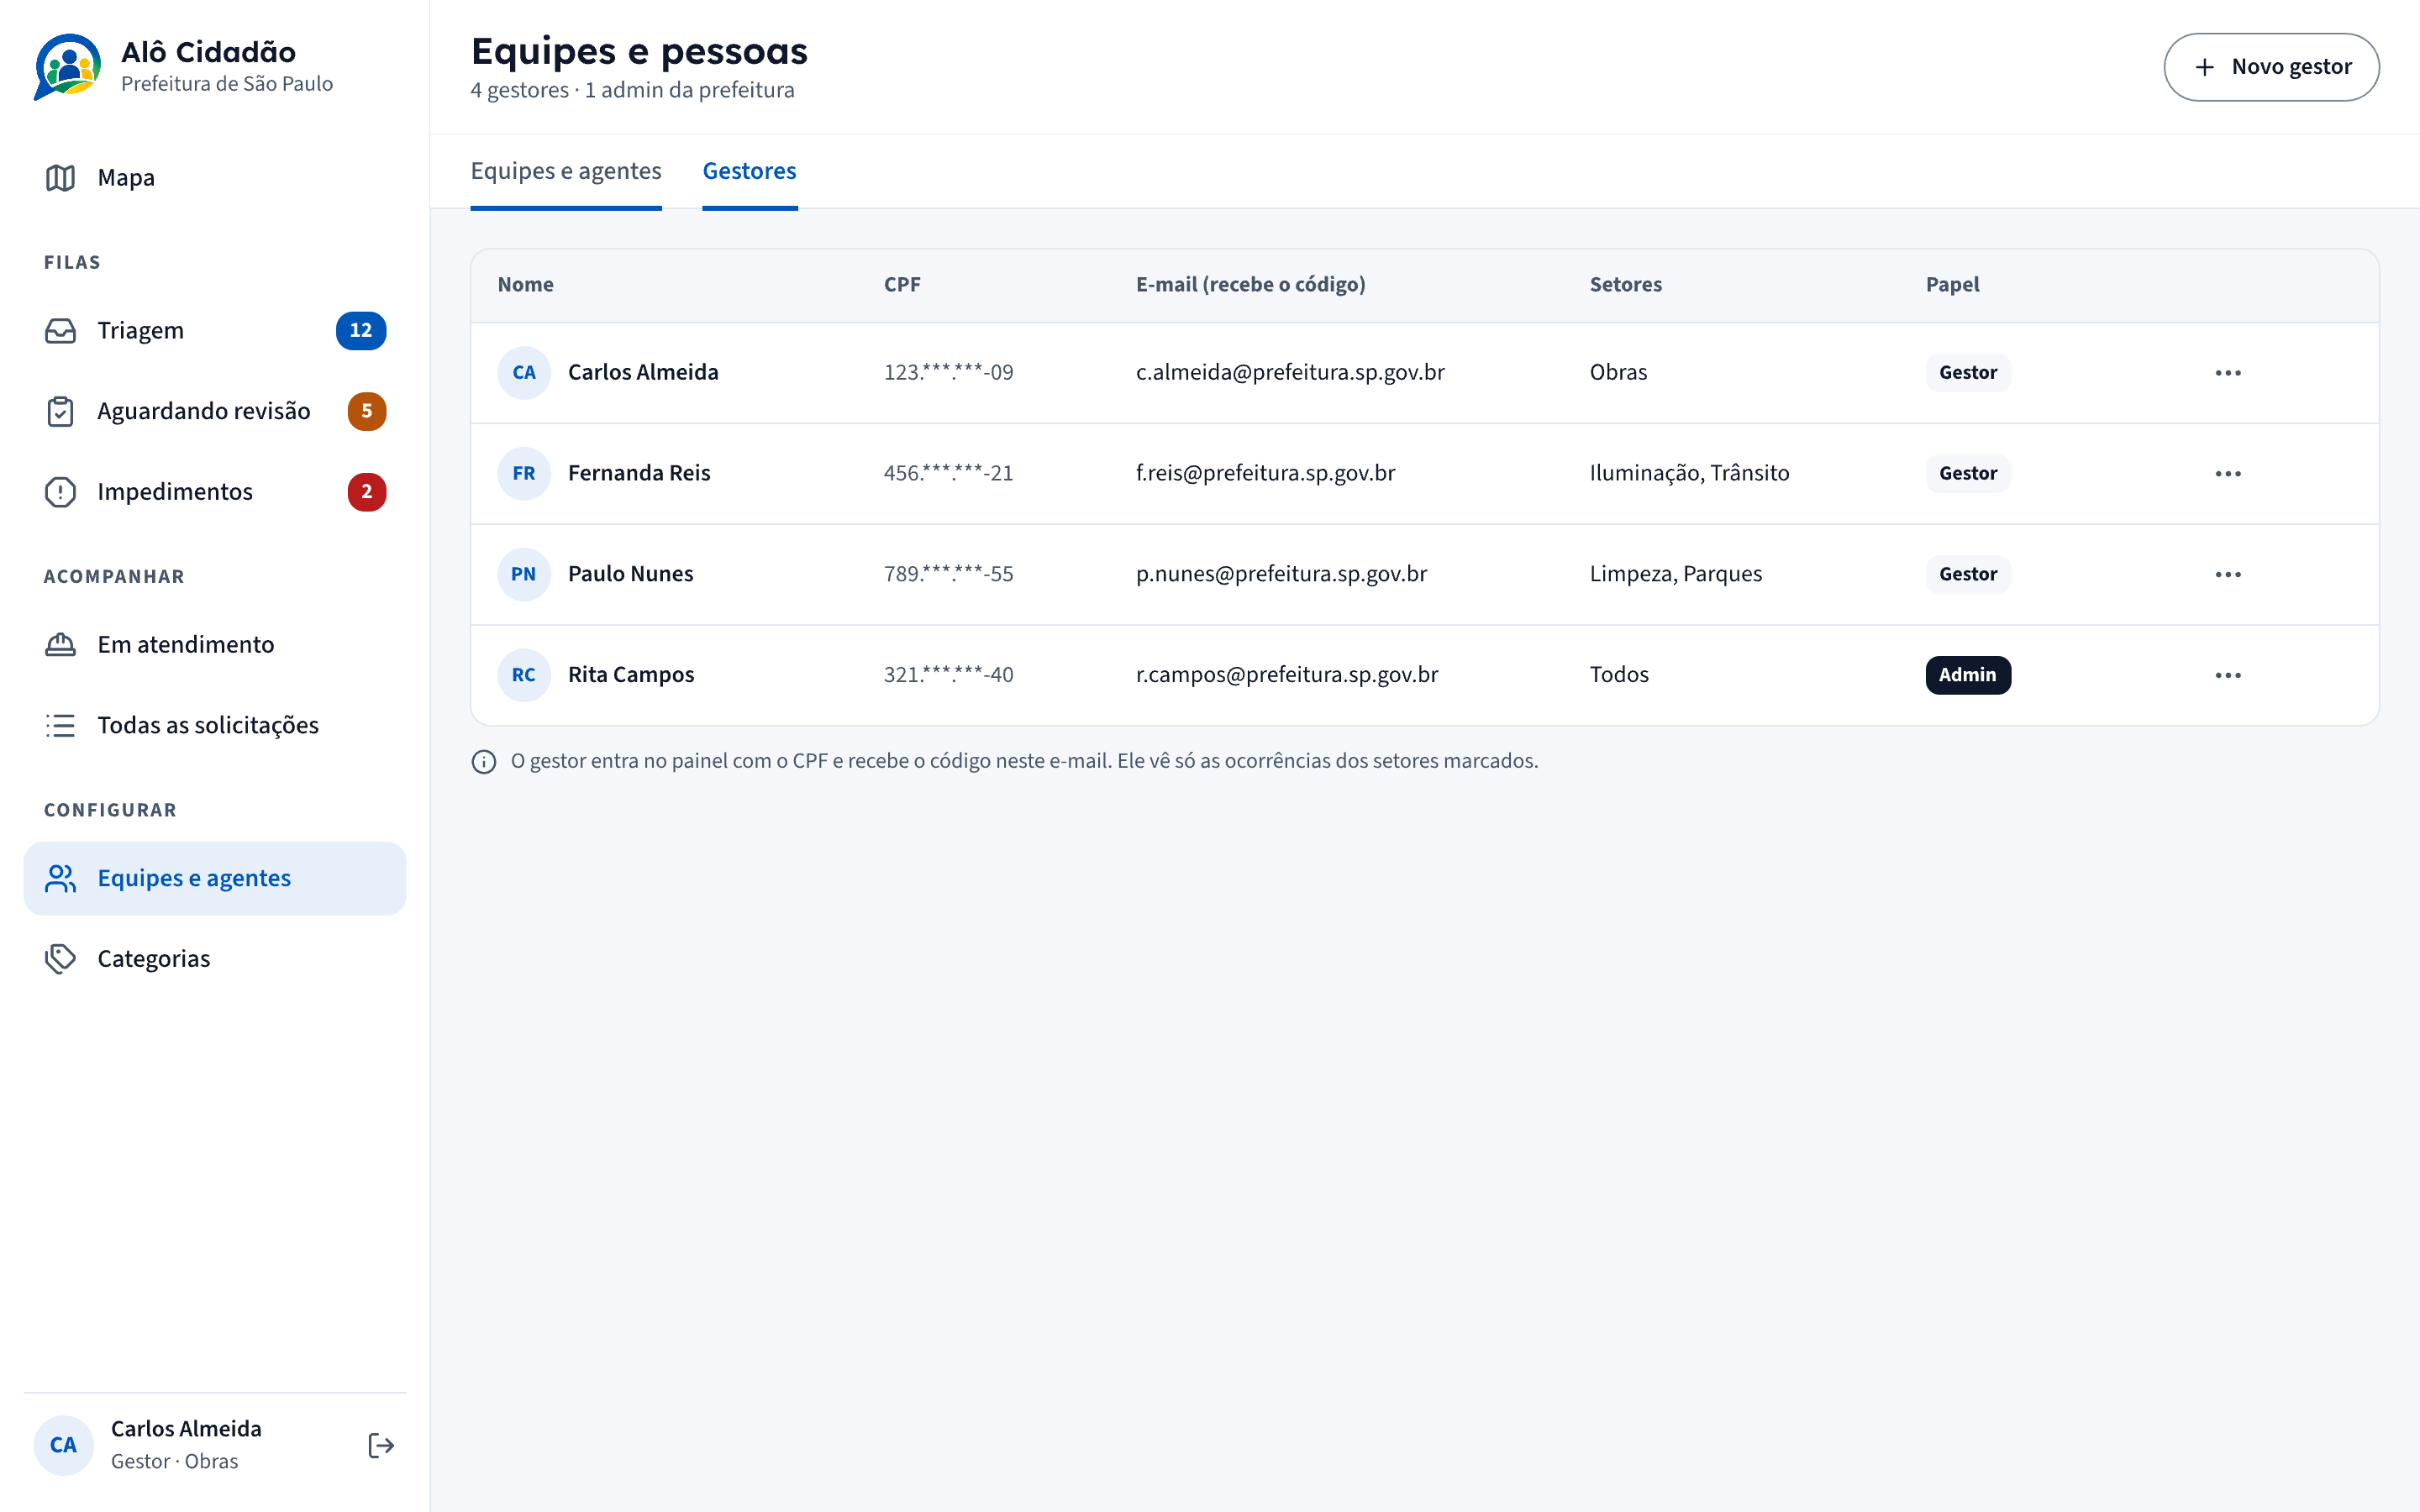 Alô Cidadão
Prefeitura de São Paulo
Mapa
FILAS
Triagem 12
Aguardando revisão 5
Impedimentos 2
ACOMPANHAR
Em atendimento
Todas as solicitações
CONFIGURAR
Equipes e agentes
Categorias
CA Carlos Almeida
Gestor · Obras
Equipes e pessoas
4 gestores · 1 admin da prefeitura
+ Novo gestor
Equipes e agentes Gestores
Nome CPF E-mail (recebe o código) Setores Papel
CA Carlos Almeida 123.***.***-09 c.almeida@prefeitura.sp.gov.br Obras Gestor
FR Fernanda Reis 456.***.***-21 f.reis@prefeitura.sp.gov.br Iluminação, Trânsito Gestor
PN Paulo Nunes 789.***.***-55 p.nunes@prefeitura.sp.gov.br Limpeza, Parques Gestor
RC Rita Campos 321.***.***-40 r.campos@prefeitura.sp.gov.br Todos Admin
O gestor entra no painel com o CPF e recebe o código neste e-mail. Ele vê só as ocorrências dos setores marcados.